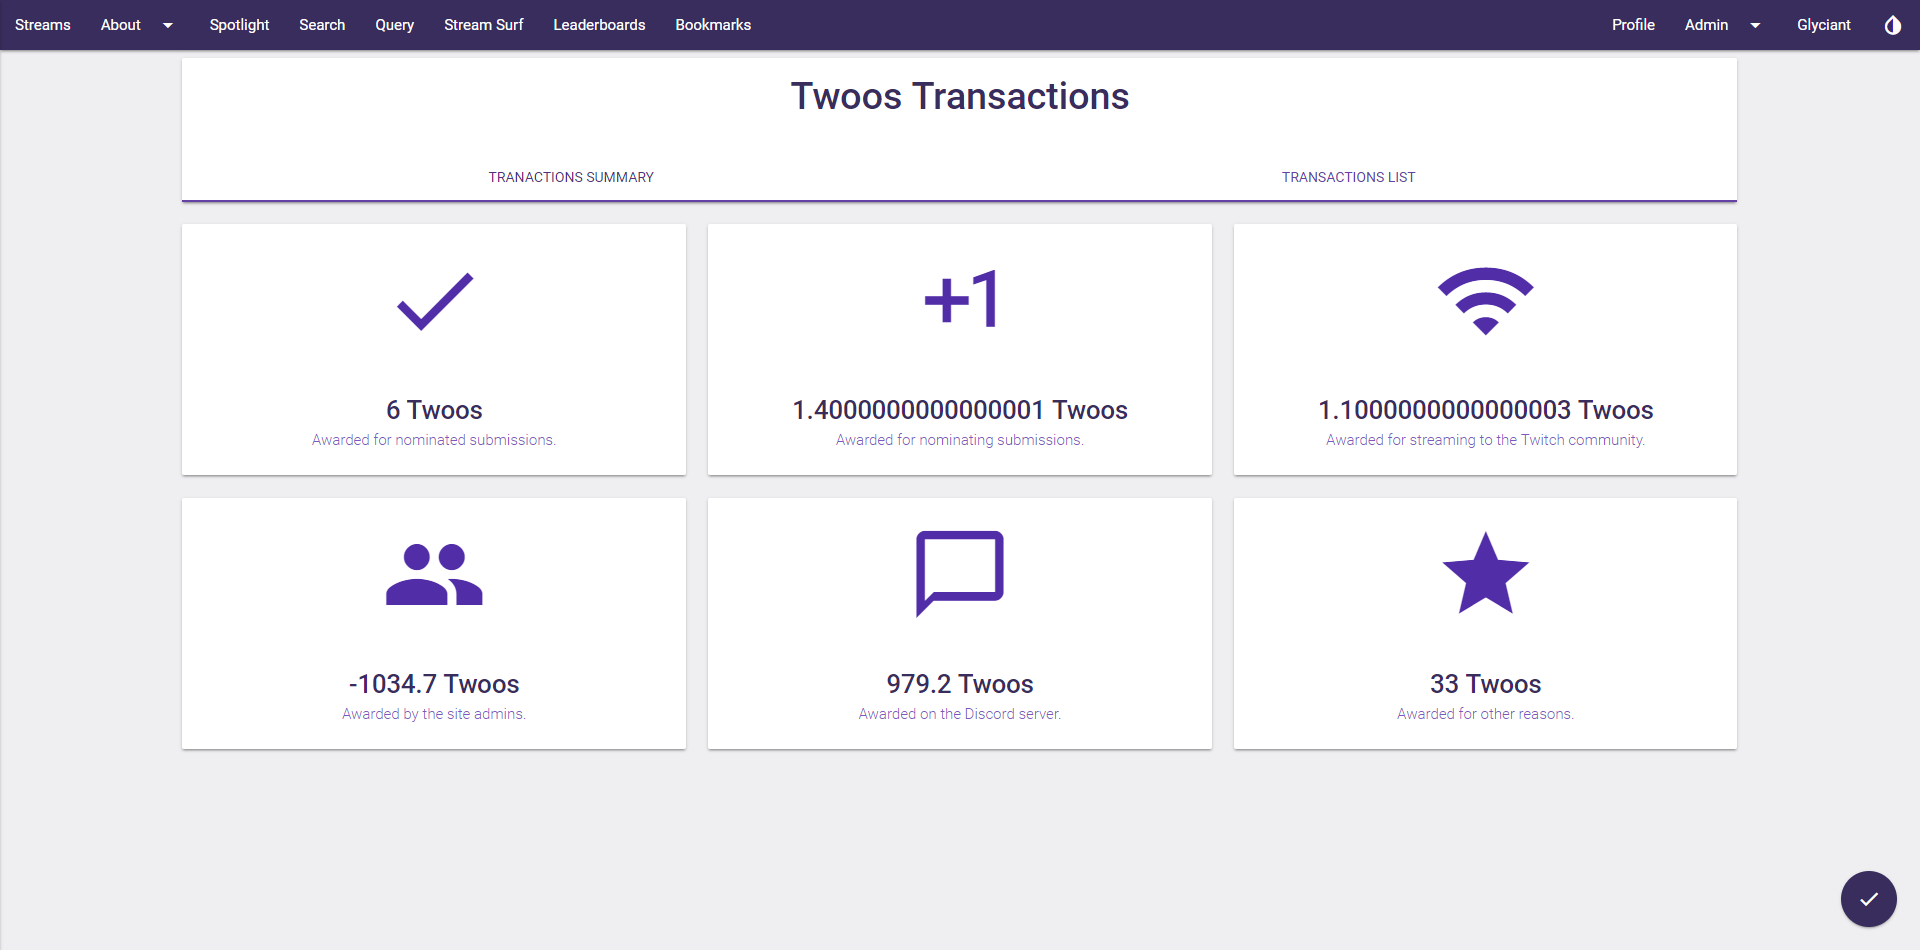 Streams About Spotlight Search Query Stream Surf Leaderboards Bookmarks Profile Admin Glyciant
Twoos Transactions
TRANACTIONS SUMMARY TRANSACTIONS LIST
+1
6 Twoos
Awarded for nominated submissions.
1.4000000000000001 Twoos
Awarded for nominating submissions.
1.1000000000000003 Twoos
Awarded for streaming to the Twitch community.
-1034.7 Twoos
Awarded by the site admins.
979.2 Twoos
Awarded on the Discord server.
33 Twoos
Awarded for other reasons.